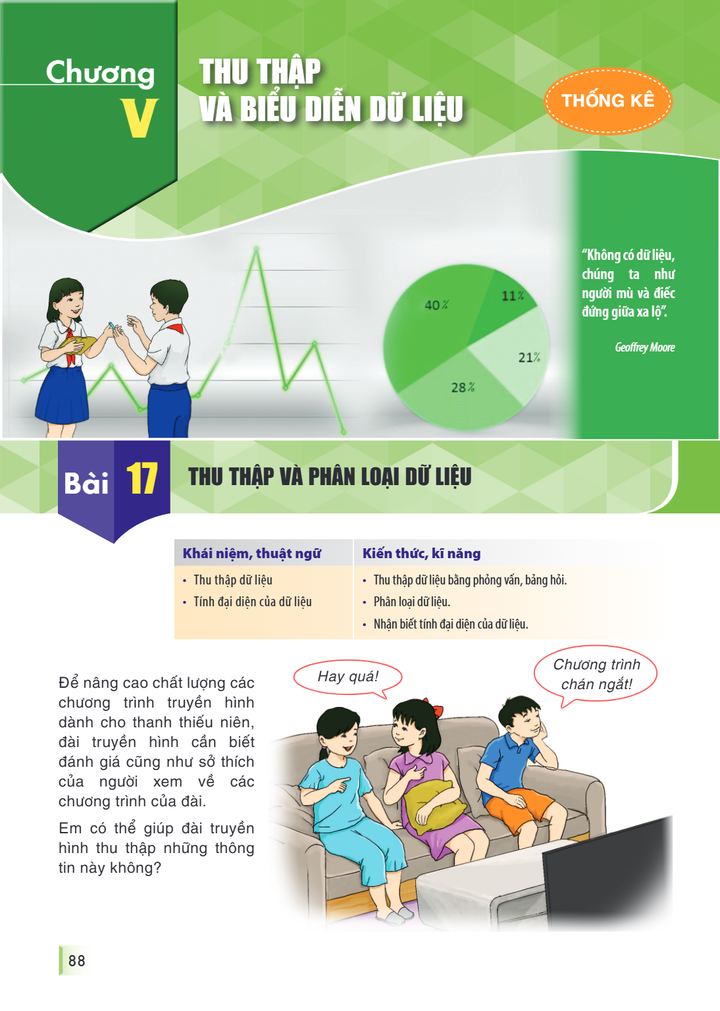 Chương
V
THU THẬP
VÀ BIỂU DIỄN DỮ LIỆU
THỐNG KÊ
“Không có dữ liệu,
chúng ta như
người mù và điếc
đứng giữa xa lộ”.
Geaffrey Moore
40%
11%
21%
28%
Bài 17
THU THẬP VÀ PHÂN LOẠI DỮ LIỆU
Khái niệm, thuật ngữ
• Thu thập dữ liệu
• Tính đại diện của dữ liệu
Kiến thức, kĩ năng
• Thu thập dữ liệu bằng phỏng vấn, bảng hỏi.
• Phân loại dữ liệu.
• Nhận biết tính đại diện của dữ liệu.
Để nâng cao chất lượng các
chương trình truyền hình
dành cho thanh thiếu niên,
đài truyền hình cần biết
đánh giá cũng như sở thích
của người xem về các
chương trình của đài.
Em có thể giúp đài truyền
hình thu thập những thông
tin này không?
Hay quá!
Chương trình
chán ngắt!
88